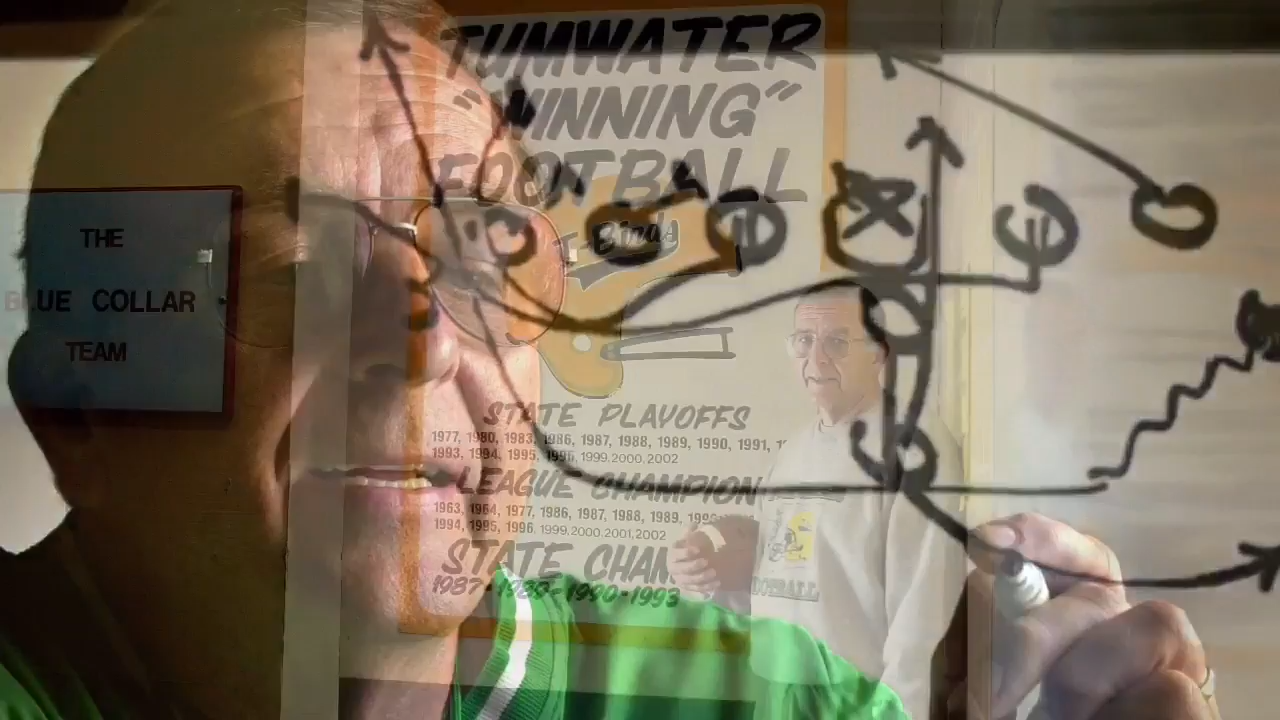 TUMWATER
"WINNING"
FOOTBALL
T-Birds
THE
BLUE COLLAR
TEAM
STATE PLAYOFFS
1977, 1980, 1983, 1986, 1987, 1988, 1989, 1990, 1991,
1993, 1994, 1995, 1996, 1999, 2000, 2002
LEAGUE CHAMPION
1963, 1964, 1977, 1986, 1987, 1988, 1989,
1994, 1995, 1996, 1999, 2000, 2001, 2002
STATE CHAM
1987-1989-1990-1993
FOOTBALL